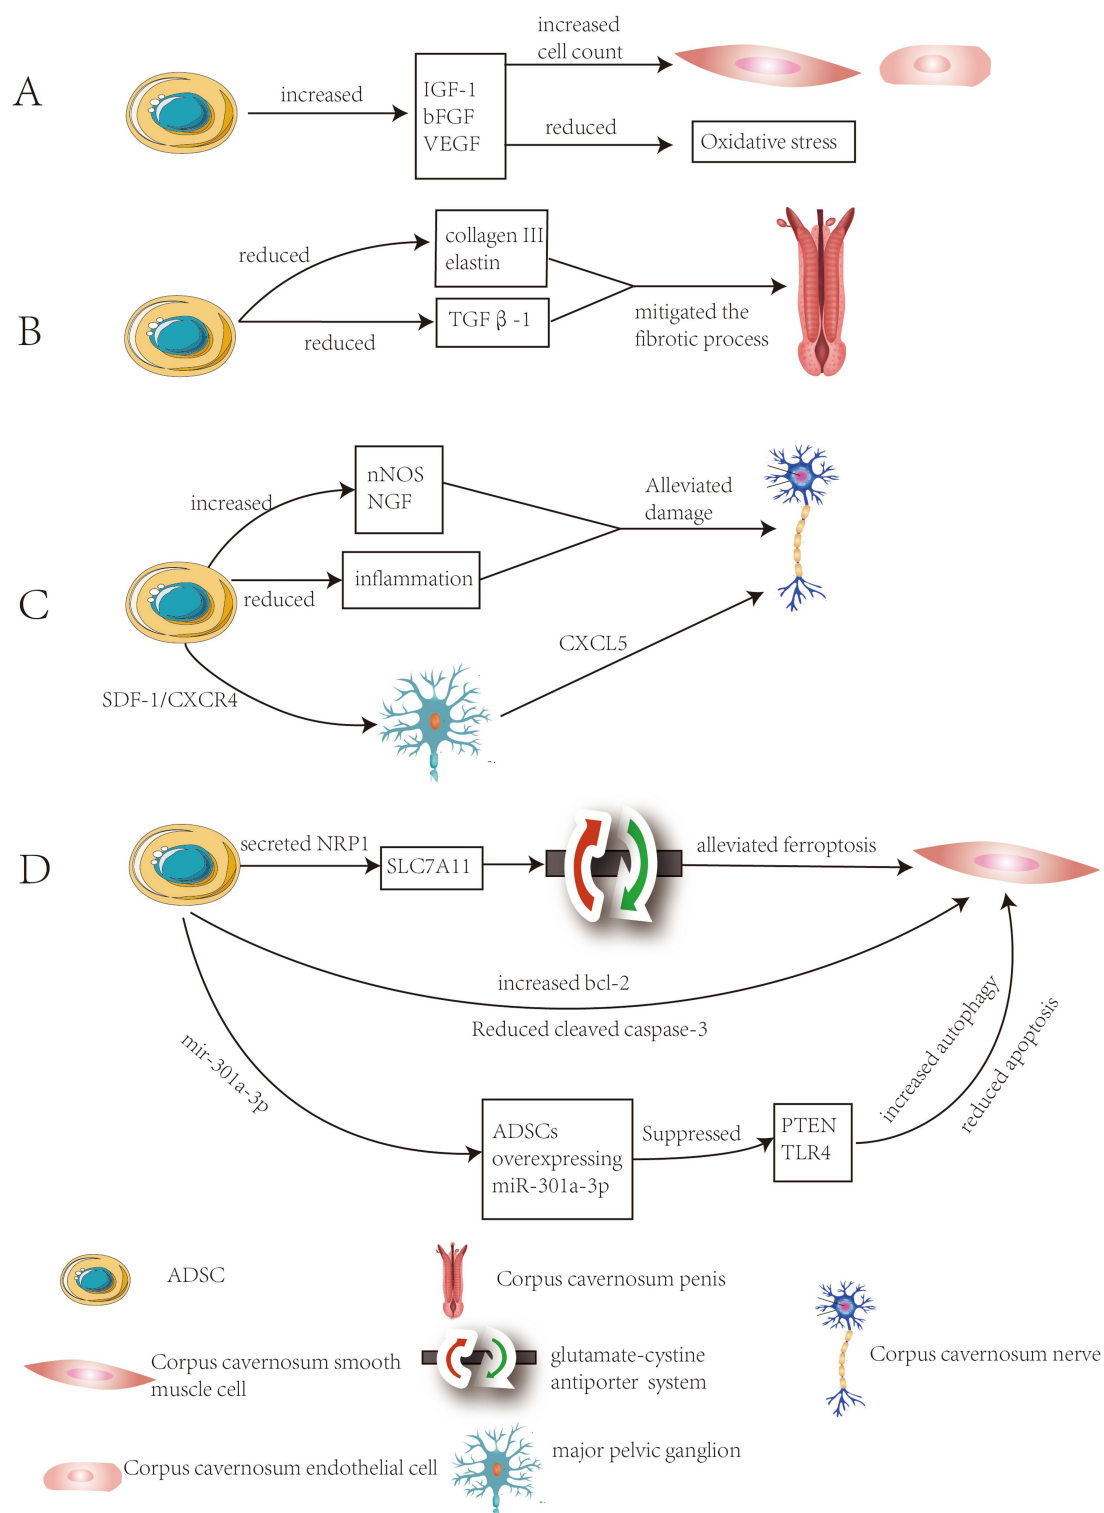 A
increased
IGF-1
bFGF
VEGF
increased
cell count
reduced
Oxidative stress
B
reduced
collagen III
elastin
reduced
TGF β -1
mitigated the
fibrotic process
C
increased
nNOS
NGF
reduced
inflammation
Alleviated
damage
SDF-1/CXCR4
CXCL5
D
secreted NRP1
SLC7A11
alleviated ferroptosis
increased bcl-2
Reduced cleaved caspase-3
mir-301a-3p
ADSCs
overexpressing
miR-301a-3p
Suppressed
PTEN
TLR4
increased autophagy
reduced apoptosis
ADSC
Corpus cavernosum penis
Corpus cavernosum smooth
muscle cell
glutamate-cystine
antiporter system
Corpus cavernosum nerve
Corpus cavernosum endothelial cell
major pelvic ganglion